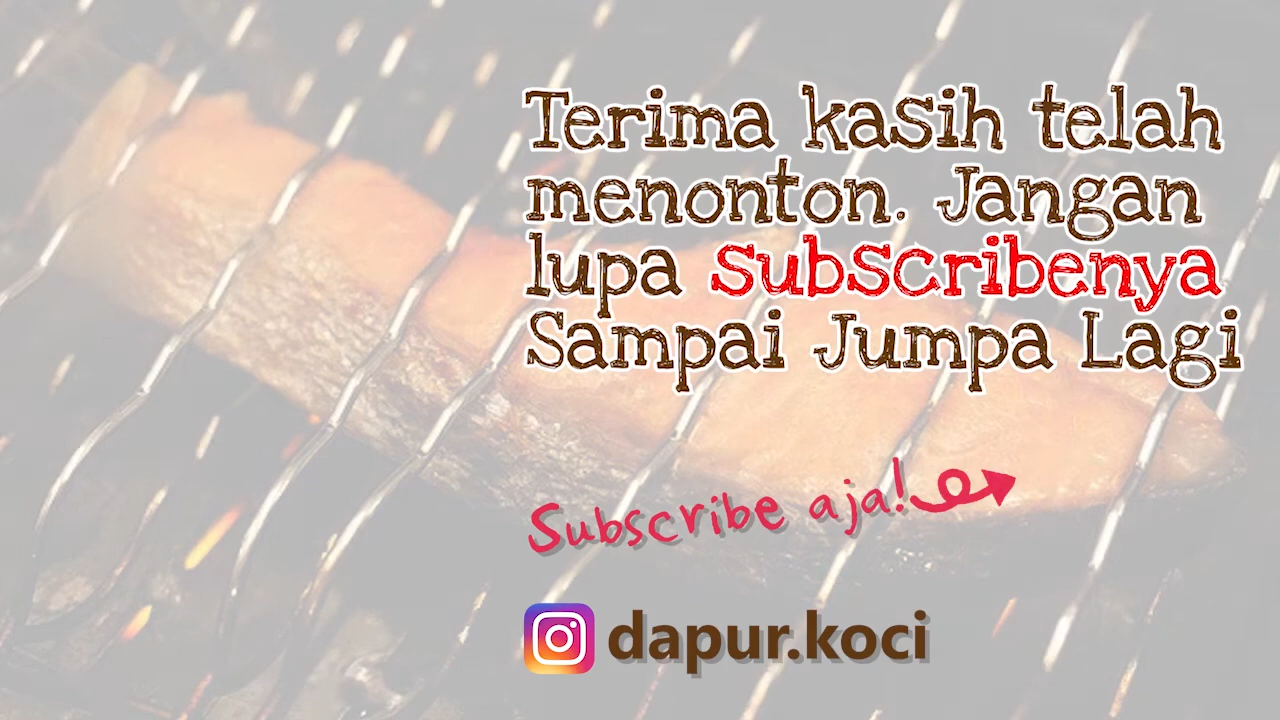 Terima kasih telah
menonton. Jangan
lupa subscribenya
Sampai Jumpa Lagi
Subscribe aja!
dapur.koci